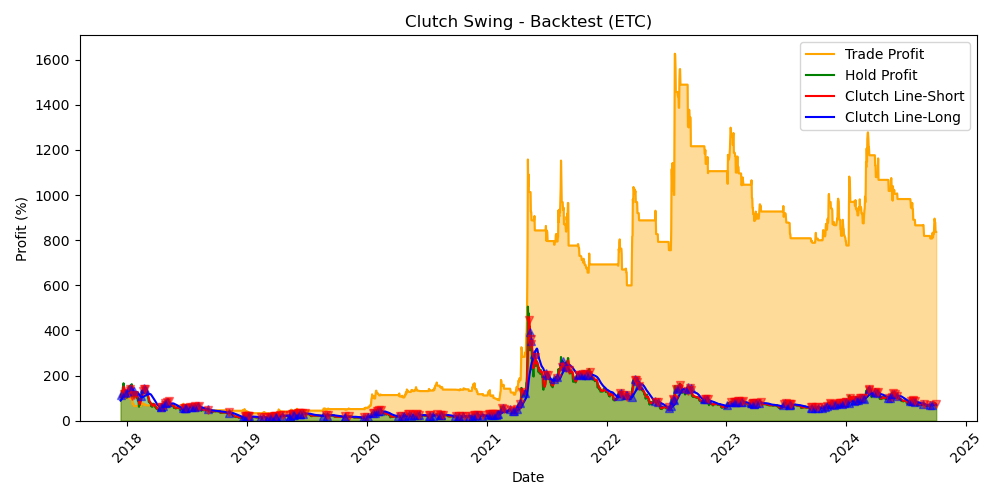 Clutch Swing - Backtest (ETC)
Trade Profit
Hold Profit
Clutch Line-Short
Clutch Line-Long
Profit (%)
1600
1400
1200
1000
800
600
400
200
0
2018
2019
2020
2021
2022
2023
2024
2025
Date